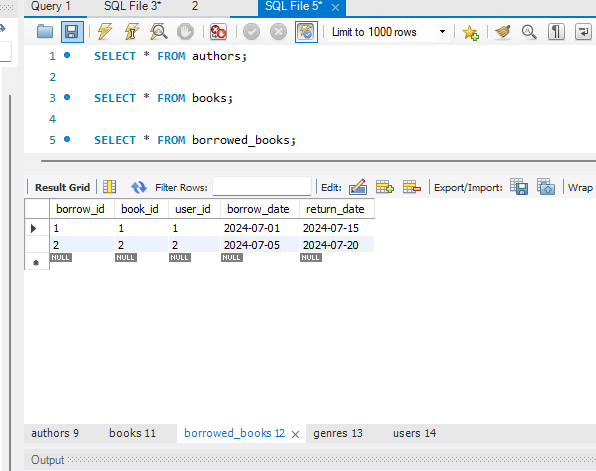 Query 1 SQL File 3* 2 SQL File 5*
Limit to 1000 rows
1 SELECT * FROM authors;
2
3 SELECT * FROM books;
4
5 SELECT * FROM borrowed_books;
Result Grid Filter Rows: Edit: Export/Import: Wrap
borrow_id book_id user_id borrow_date return_date
1 1 1 2024-07-01 2024-07-15
2 2 2 2024-07-05 2024-07-20
NULL NULL NULL NULL NULL
authors 9 books 11 borrowed_books 12 genres 13 users 14
Output